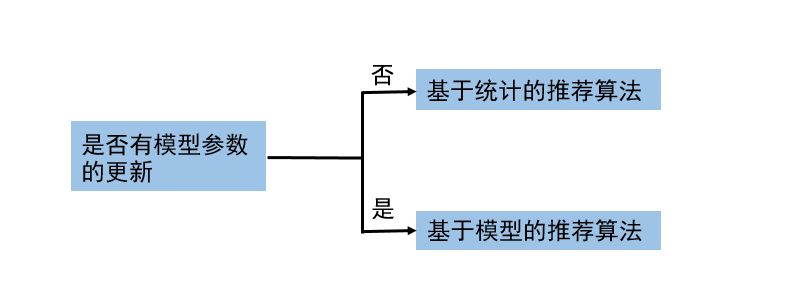 否
基于统计的推荐算法
是否有模型参数
的更新
是
基于模型的推荐算法